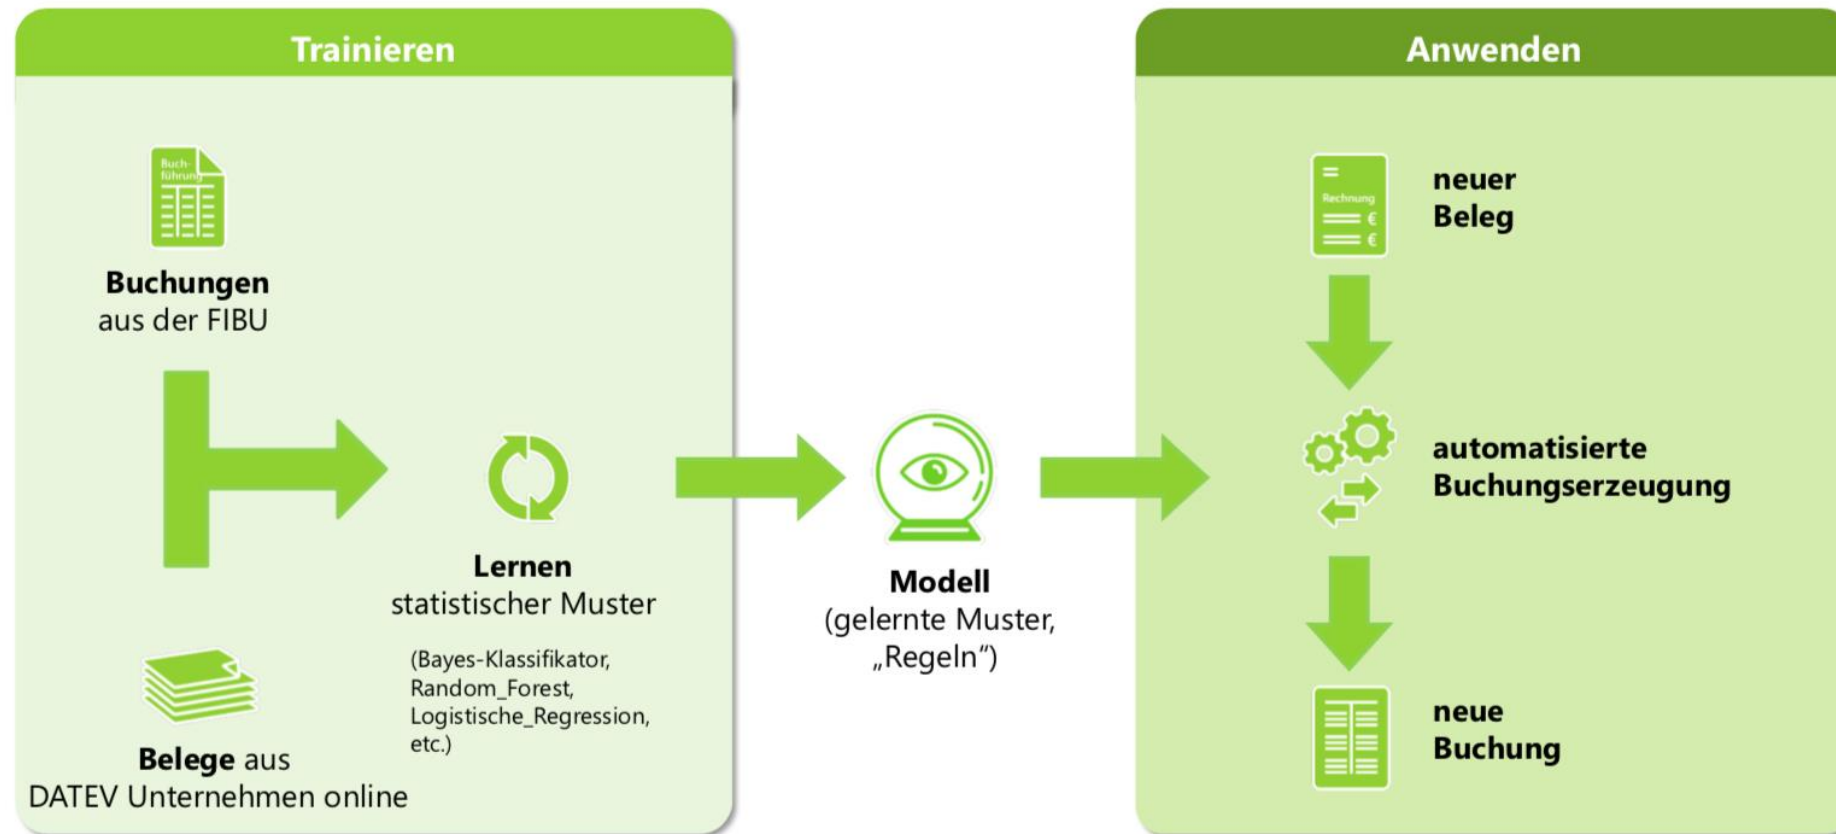 Trainieren
Buch-
führung
Buchungen
aus der FIBU
Lernen
statistischer Muster
(Bayes-Klassifikator,
Random_Forest,
Logistische_Regression,
etc.)
Belege aus
DATEV Unternehmen online
Modell
(gelernte Muster,
„Regeln“)
Anwenden
Rechnung
€
€
neuer
Beleg
automatisierte
Buchungserzeugung
neue
Buchung